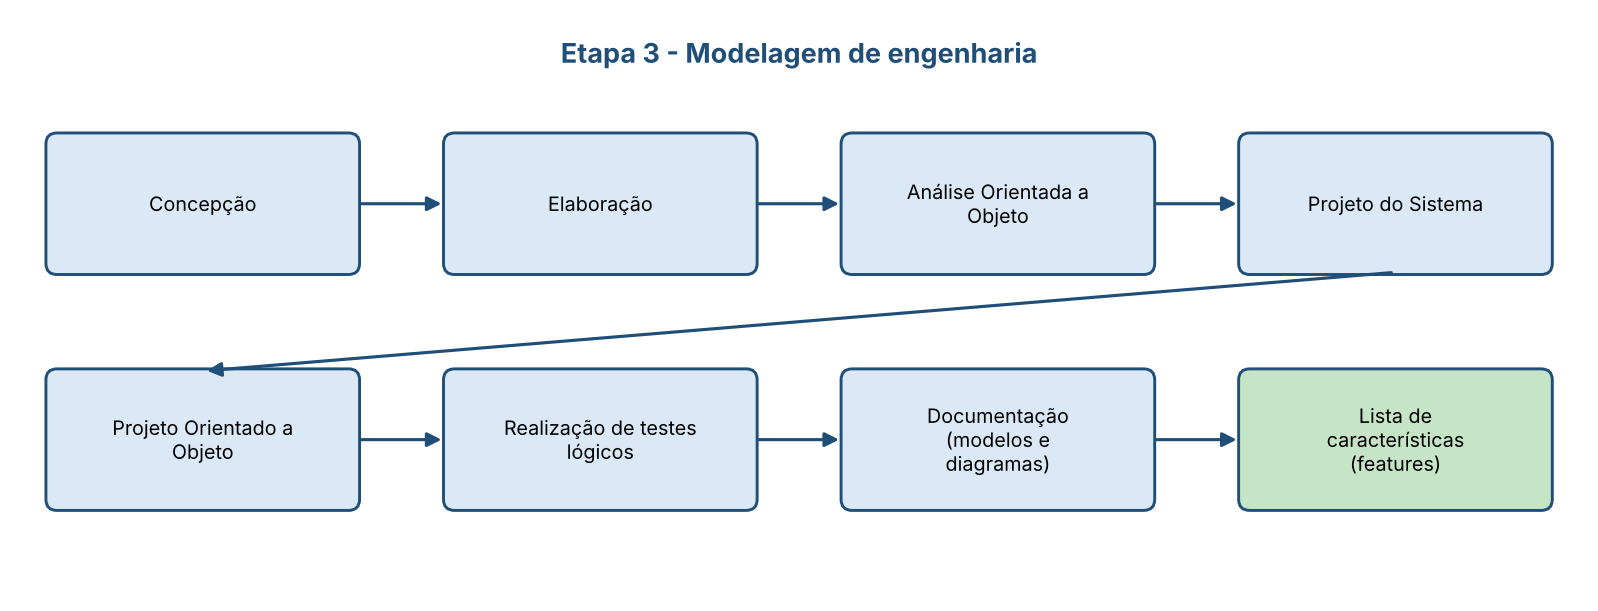 Etapa 3 - Modelagem de engenharia
Concepção
Elaboração
Análise Orientada a
Objeto
Projeto do Sistema
Projeto Orientado a
Objeto
Realização de testes
lógicos
Documentação
(modelos e
diagramas)
Lista de
características
(features)